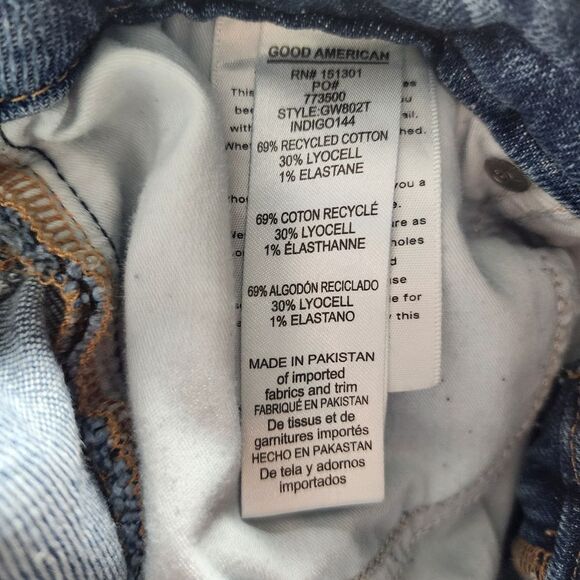 GOOD AMERICAN
RN# 151301
PO#
773500
STYLE:GW802T
INDIGO144
69% RECYCLED COTTON
30% LYOCELL
1% ELASTANE
69% COTON RECYCLÉ
30% LYOCELL
1% ÉLASTHANNE
69% ALGODÓN RECICLADO
30% LYOCELL
1% ELASTANO
MADE IN PAKISTAN
of imported
fabrics and trim
FABRIQUÉ EN PAKISTAN
De tissus et de
garnitures importés
HECHO EN PAKASTAN
De tela y adornos
importados